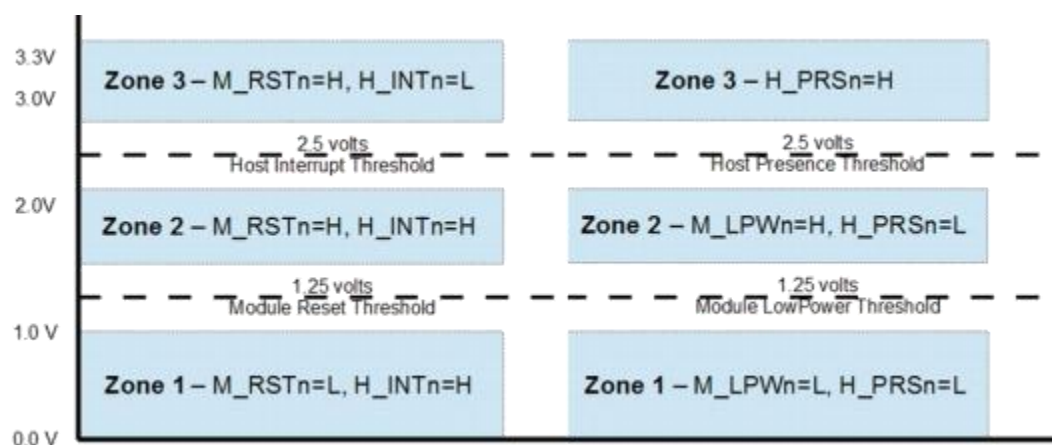 3.3V
Zone 3 – M_RSTn=H, H_INTn=L
Zone 3 – H_PRSn=H
3.0V
2.5 volts
2.5 volts
Host Interrupt Threshold
Host Presence Threshold
2.0V
Zone 2 – M_RSTn=H, H_INTn=H
Zone 2 – M_LPWn=H, H_PRSn=L
1.25 volts
1.25 volts
Module Reset Threshold
Module LowPower Threshold
1.0 V
Zone 1 – M_RSTn=L, H_INTn=H
Zone 1 – M_LPWn=L, H_PRSn=L
0.0 V